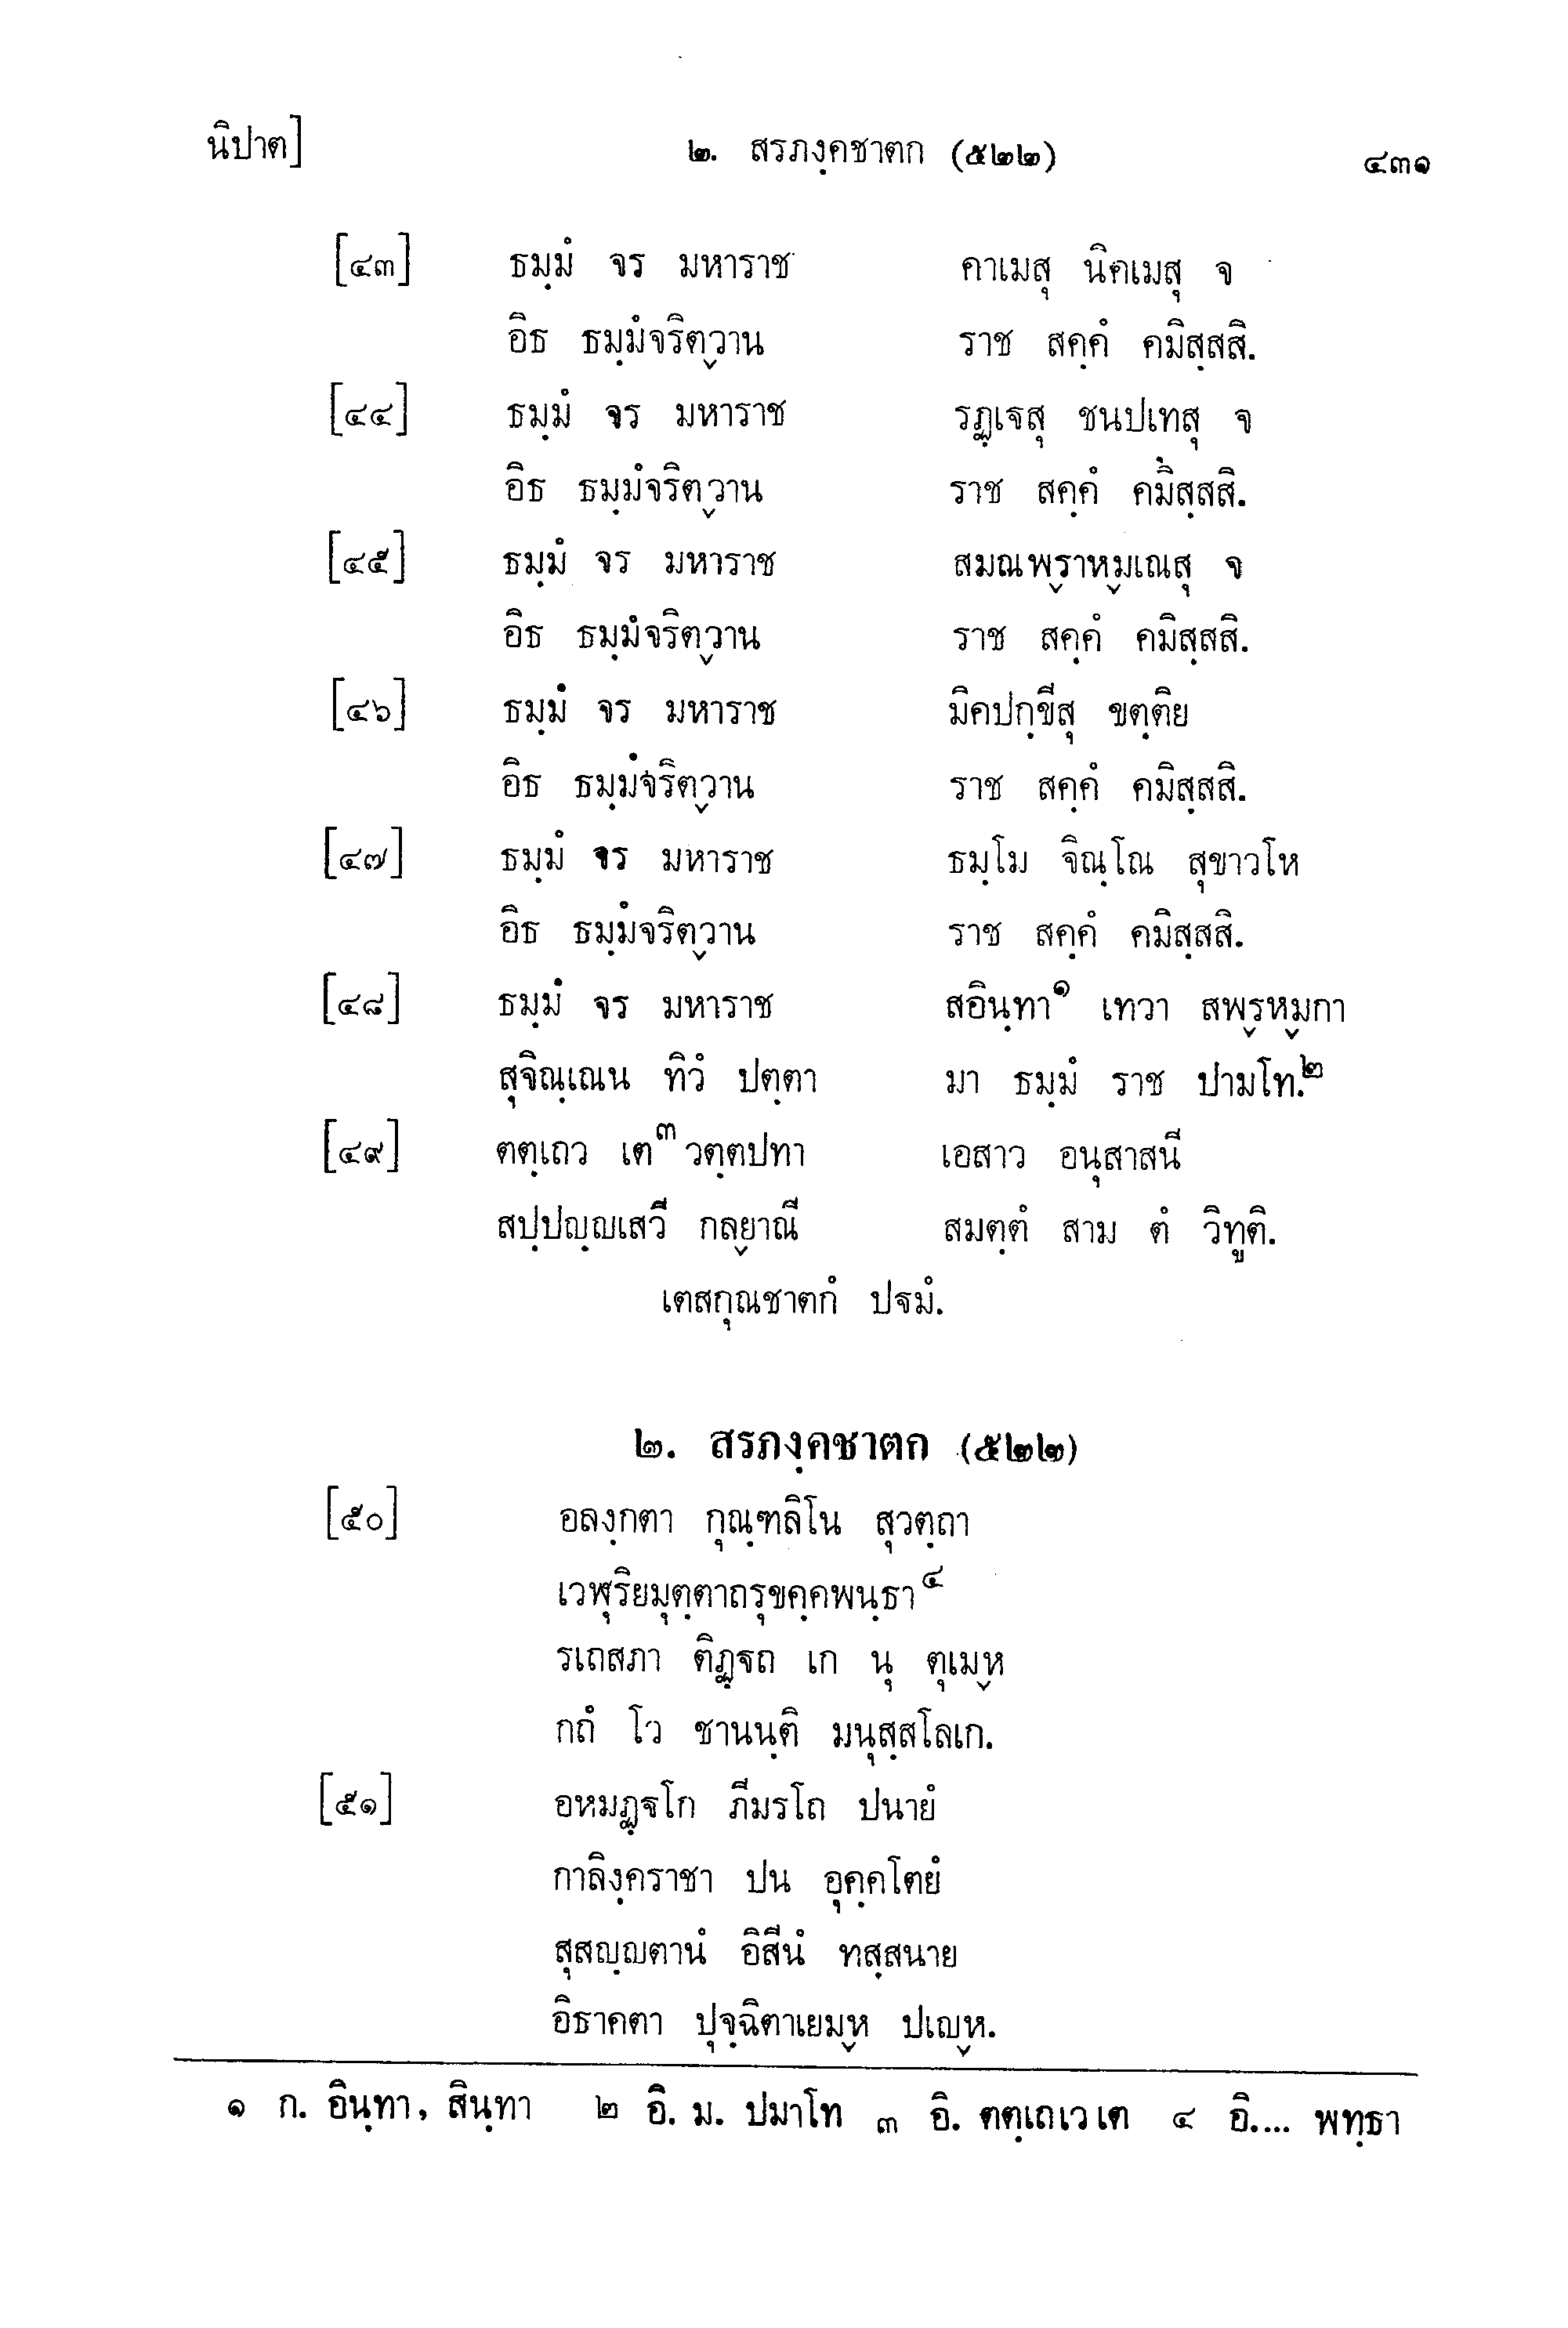 นิปาต] ๒. สรภงฺคชาตก (๕๒๒) ๔๓๑
[๔๓] ธมฺมํ จร มหาราช คาเมสุ นิคเมสุ จ
อิธ ธมฺมํจริตฺวาน ราช สคฺคํ คมิสฺสสิ.
[๔๔] ธมฺมํ จร มหาราช รฏฺเฐสุ ชนปเทสุ จ
อิธ ธมฺมํจริตฺวาน ราช สคฺคํ คมิสฺสสิ.
[๔๕] ธมฺมํ จร มหาราช สมณพฺราหฺมเณสุ จ
อิธ ธมฺมํจริตฺวาน ราช สคฺคํ คมิสฺสสิ.
[๔๖] ธมฺมํ จร มหาราช มิคปกฺขีสุ ขตฺติย
อิธ ธมฺมํจริตฺวาน ราช สคฺคํ คมิสฺสสิ.
[๔๗] ธมฺมํ จร มหาราช ธมฺโม จิณฺโณ สุขาวโห
อิธ ธมฺมํจริตฺวาน ราช สคฺคํ คมิสฺสสิ.
[๔๘] ธมฺมํ จร มหาราช สอินฺทา๑ เทวา สพฺรหฺมกา
สุจิณฺเณน ทิวํ ปตฺตา มา ธมฺมํ ราช ปามโท.๒
[๔๙] ตตฺเถว เต๓ วตฺตปทา เอสาว อนุสาสนี
สปฺปญฺญเสวี กลฺยาณี สมตฺตํ สาม ตํ วิทูติ.
เตสกุณชาตกํ ปฐมํ.
๒. สรภงฺคชาตก (๕๒๒)
[๕๐] อลงฺกตา กุณฺฑลิโน สุวตฺถา
เวฬุริยมุตฺตาถรุขคฺคพนฺธา๔
รเถสภา ติฏฺฐถ เก นุ ตุเมฺห
กถํ โว ชานนฺติ มนุสฺสโลเก.
[๕๑] อหมฏฺฐโก ภีมรโถ ปนายํ
กาลิงฺคราชา ปน อุคฺคโตยํ
สุสญฺญตานํ อิสีนํ ทสฺสนาย
อิธาคตา ปุจฺฉิตาเยมฺห ปเญฺห.
๑ ก. อินฺทา, สินฺทา ๒ อิ. ม. ปมาโท ๓ อิ. ตตฺเถเว เต ๔ อิ.... พทฺธา